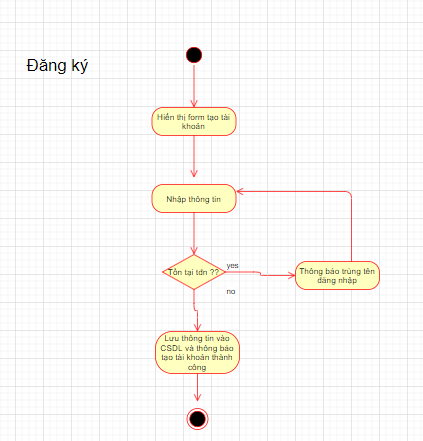 Đăng ký
Hiển thị form tạo tài
khoản
Nhập thông tin
Tồn tại tdn ??
yes
Thông báo trùng tên
đăng nhập
no
Lưu thông tin vào
CSDL và thông báo
tạo tài khoản thành
công